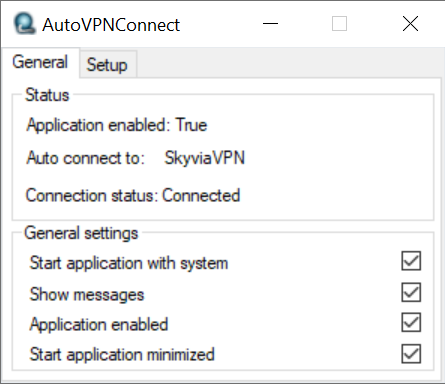 AutoVPNConnect
General Setup
Status
Application enabled: True
Auto connect to: SkyviaVPN
Connection status: Connected
General settings
Start application with system
Show messages
Application enabled
Start application minimized